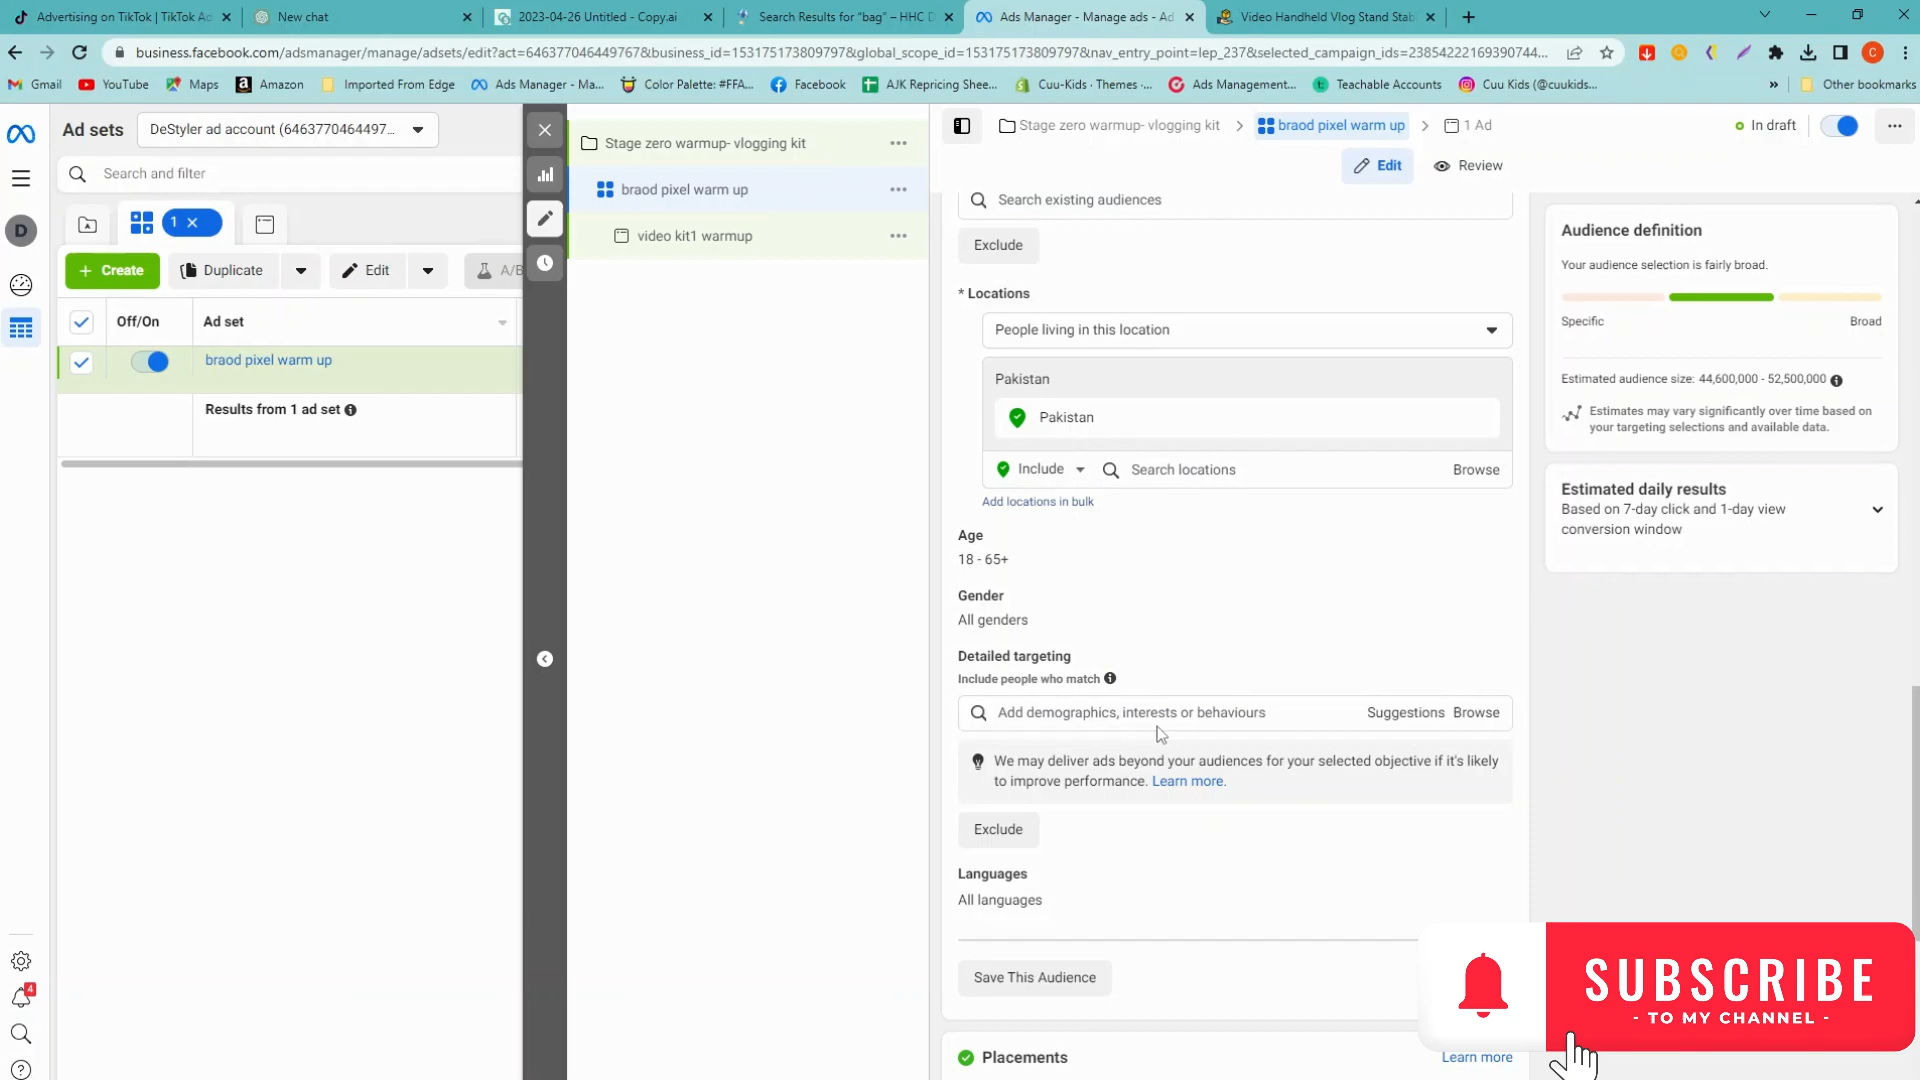 Advertising on TikTok | TikTok Ad
New chat
2023-04-26 Untitled - Copy.ai
Search Results for "bag" – HHC D
Ads Manager - Manage ads - Ad
Video Handheld Vlog Stand Stab
business.facebook.com/adsmanager/manage/adsets/edit?act=646377046449767&business_id=153175173809797&global_scope_id=153175173809797&nav_entry_point=lep_237&selected_campaign_ids=23854222169390744...
C
Gmail
YouTube
Maps
Amazon
Imported From Edge
Ads Manager - Ma...
Color Palette: #FFA...
Facebook
AJK Repricing Shee...
Cuu-Kids · Themes ·...
Ads Management...
Teachable Accounts
Cuu Kids (@cuukids...
»
Other bookmarks
Ad sets
DeStyler ad account (64637704644 97...
Search and filter
D
1
Create
Duplicate
Edit
A/B
Off/On
Ad set
braod pixel warm up
Results from 1 ad set
4
Stage zero warmup- vlogging kit
braod pixel warm up
video kit1 warmup
Stage zero warmup- vlogging kit
braod pixel warm up
1 Ad
In draft
Edit
Review
Search existing audiences
Exclude
* Locations
People living in this location
Pakistan
Pakistan
Include
Search locations
Browse
Add locations in bulk
Age
18 - 65+
Gender
All genders
Detailed targeting
Include people who match
Add demographics, interests or behaviours
Suggestions
Browse
We may deliver ads beyond your audiences for your selected objective if it's likely
to improve performance. Learn more.
Exclude
Languages
All languages
Save This Audience
Placements
Learn more
Audience definition
Your audience selection is fairly broad.
Specific
Broad
Estimated audience size: 44,600,000 - 52,500,000
Estimates may vary significantly over time based on
your targeting selections and available data.
Estimated daily results
Based on 7-day click and 1-day view
conversion window
SUBSCRIBE
- TO MY CHANNEL -